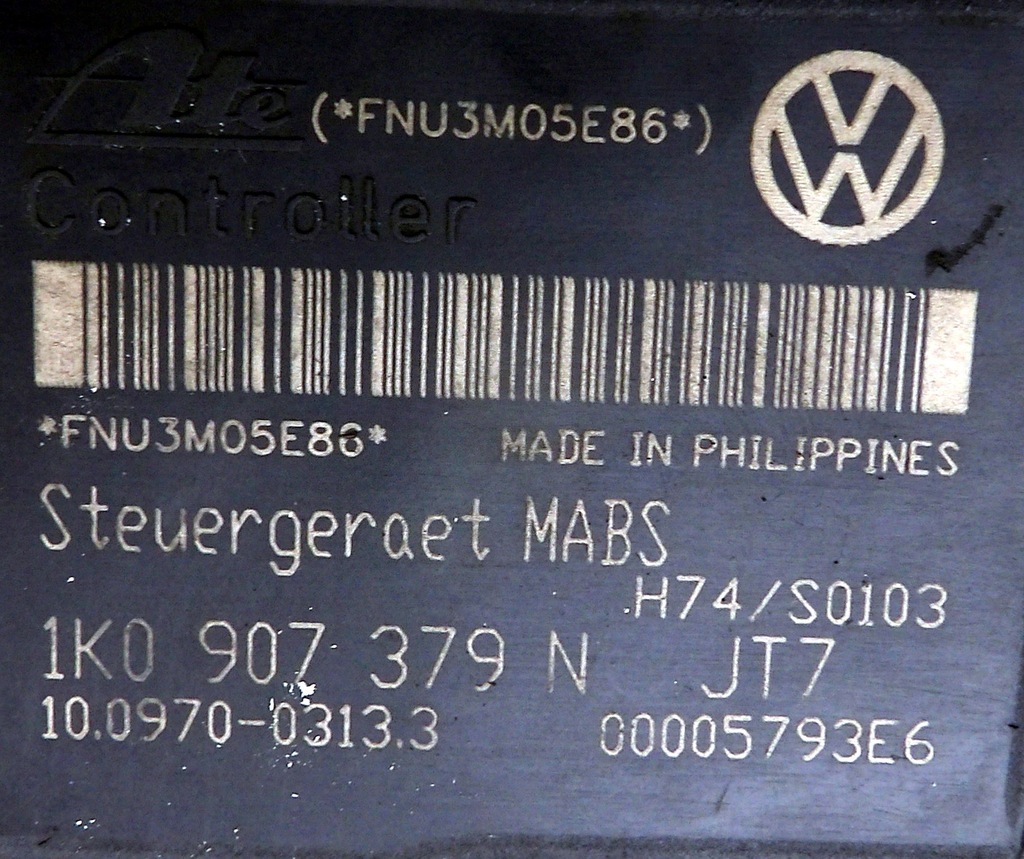 Ate (*FNU3M05E86*)
Controller
*FNU3M05E86* MADE IN PHILIPPINES
Steuergeraet MABS
H74/S0103
1K0 907 379 N JT7
10.0970-0313.3 00005793E6